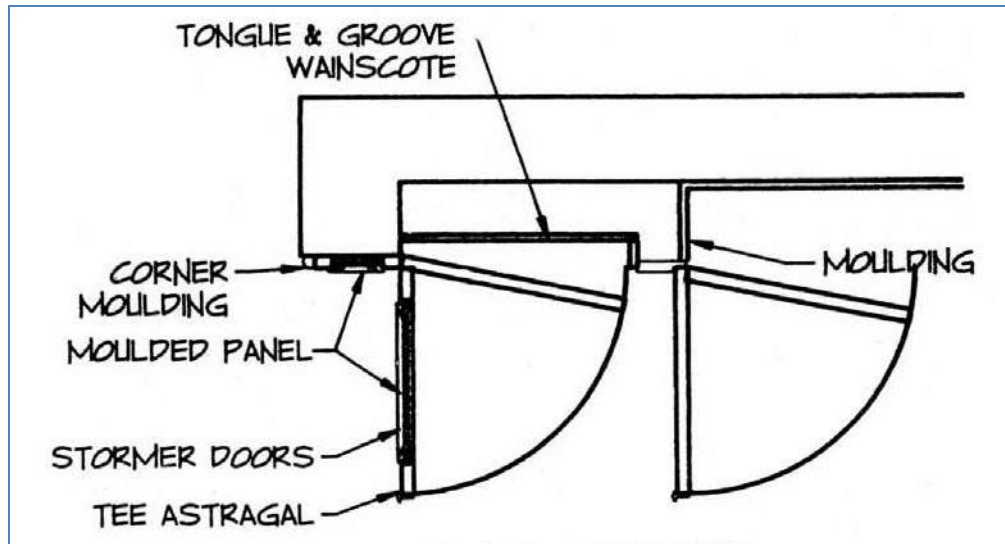 TONGUE & GROOVE
WAINSCOTE
CORNER
MOULDING
MOULDING
MOULDED PANEL
STORMER DOORS
TEE ASTRAGAL